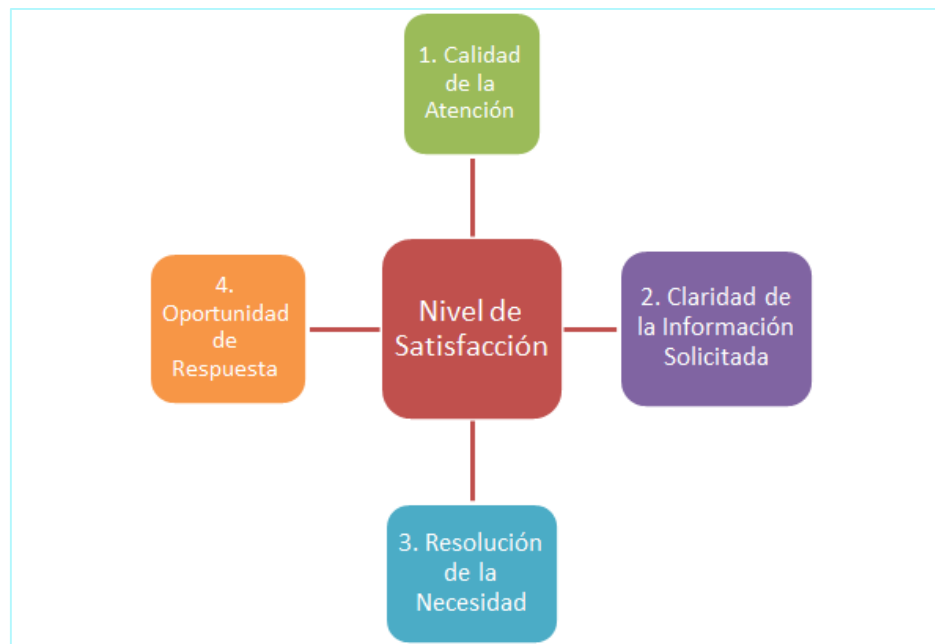 1. Calidad
de la
Atención
4.
Oportunidad
de
Respuesta
Nivel de
Satisfacción
2. Claridad de
la Información
Solicitada
3. Resolución
de la
Necesidad